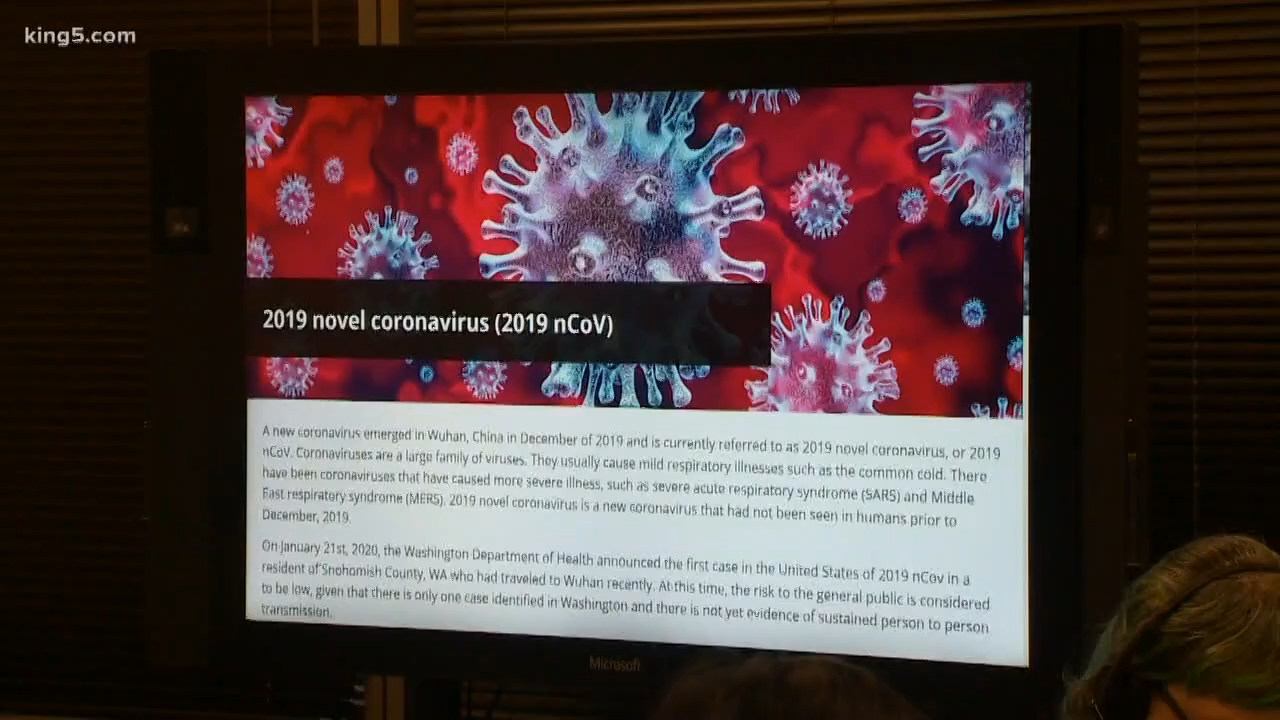 king5.com
2019 novel coronavirus (2019 nCoV)
A new coronavirus emerged in Wuhan, China in December of 2019 and is currently referred to as 2019 novel coronavirus, or 2019
nCoV. Coronaviruses are a large family of viruses. They usually cause mild respiratory illnesses such as the common cold. There
have been coronaviruses that have caused more severe illness, such as severe acute respiratory syndrome (SARS) and Middle
East respiratory syndrome (MERS). 2019 novel coronavirus is a new coronavirus that had not been seen in humans prior to
December, 2019.
On January 21st, 2020, the Washington Department of Health announced the first case in the United States of 2019 nCov in a
resident of Snohomish County, WA who had traveled to Wuhan recently. At this time, the risk to the general public is considered
to be low, given that there is only one case identified in Washington and there is not yet evidence of sustained person to person
transmission.
Microsoft